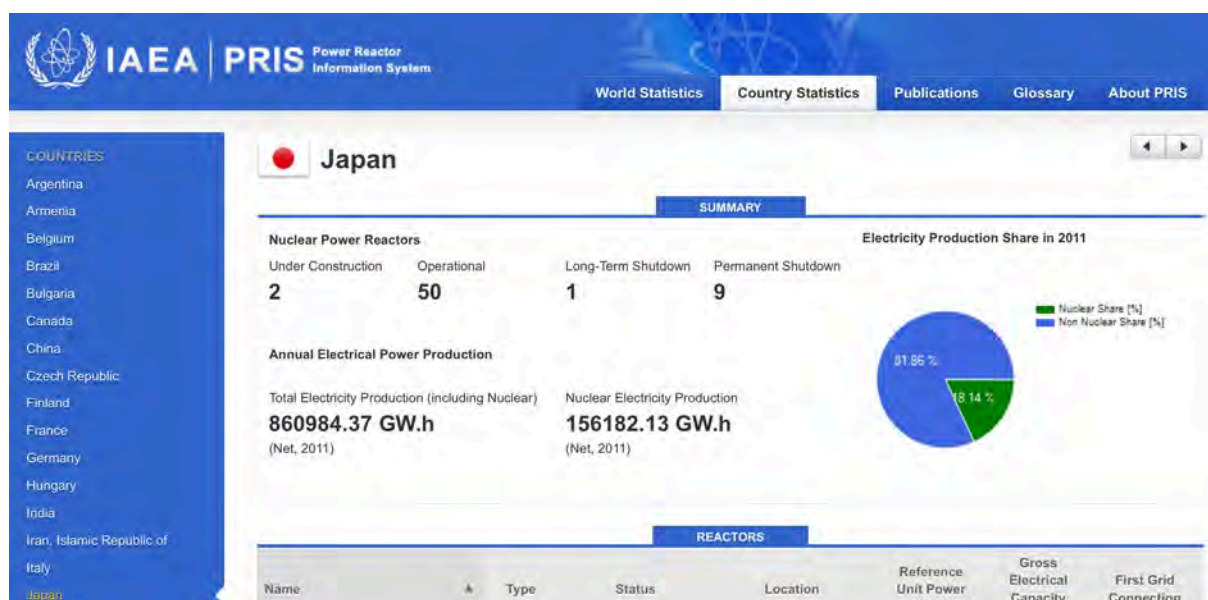 IAEA PRIS Power Reactor
Information System
World Statistics Country Statistics Publications Glossary About PRIS
COUNTRIES
Argentina
Armenia
Belgium
Brazil
Bulgaria
Canada
China
Czech Republic
Finland
France
Germany
Hungary
India
Iran, Islamic Republic of
Italy
Japan
Japan
SUMMARY
Nuclear Power Reactors
Under Construction Operational Long-Term Shutdown Permanent Shutdown
2 50 1 9
Annual Electrical Power Production
Total Electricity Production (including Nuclear) Nuclear Electricity Production
860984.37 GW.h 156182.13 GW.h
(Net, 2011) (Net, 2011)
Electricity Production Share in 2011
Nuclear Share [%]
Non Nuclear Share [%]
81.86 %
18.14 %
REACTORS
Name Type Status Location Reference
Unit Power Gross
Electrical
Capacity First Grid
Connection